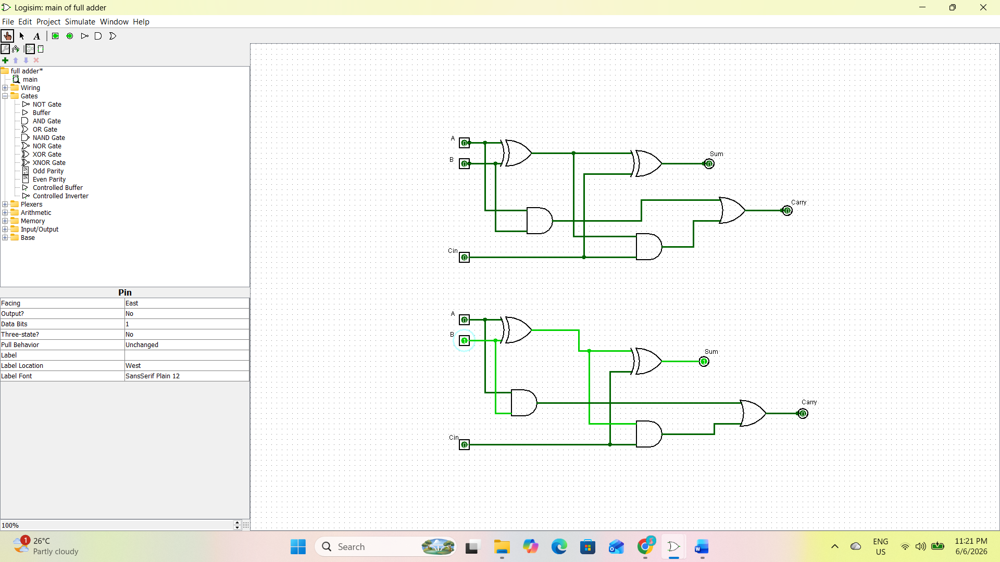 Logisim: main of full adder
File Edit Project Simulate Window Help
A
full adder*
main
Wiring
Gates
NOT Gate
Buffer
AND Gate
OR Gate
NAND Gate
NOR Gate
XOR Gate
XNOR Gate
Odd Parity
Even Parity
Controlled Buffer
Controlled Inverter
Plexers
Arithmetic
Memory
Input/Output
Base
Pin
Facing East
Output? No
Data Bits 1
Three-state? No
Pull Behavior Unchanged
Label
Label Location West
Label Font SansSerif Plain 12
100%
A
0
B
0
Sum
0
Carry
0
Cin
0
A
0
B
1
Sum
1
Carry
0
Cin
0
1
26°C
Partly cloudy
Search
W
ENG
US
11:21 PM
6/6/2026